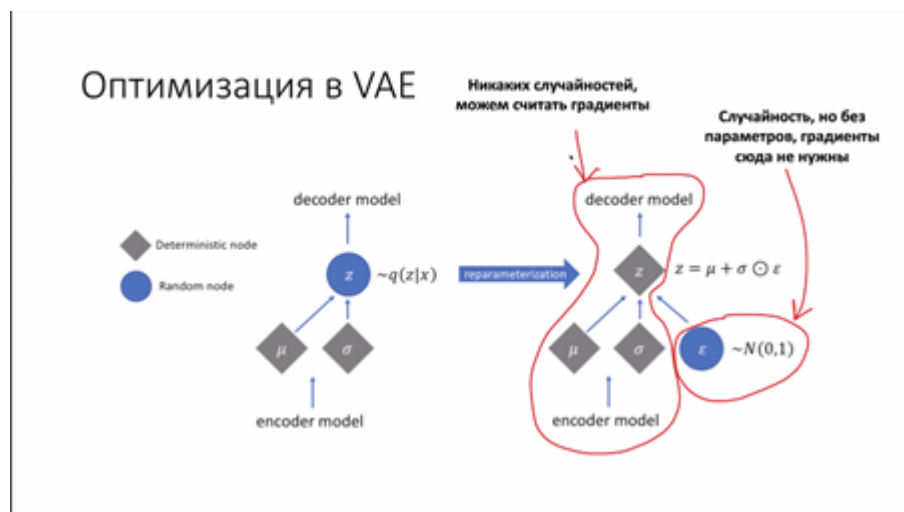 Оптимизация в VAE
Никаких случайностей,
можем считать градиенты
Случайность, но без
параметров, градиенты
сюда не нужны
decoder model
Deterministic node
Random node
z
~q(z|x)
μ
σ
encoder model
reparameterization
decoder model
z
z = μ + σ ⊙ ε
μ
σ
ε
~N(0,1)
encoder model